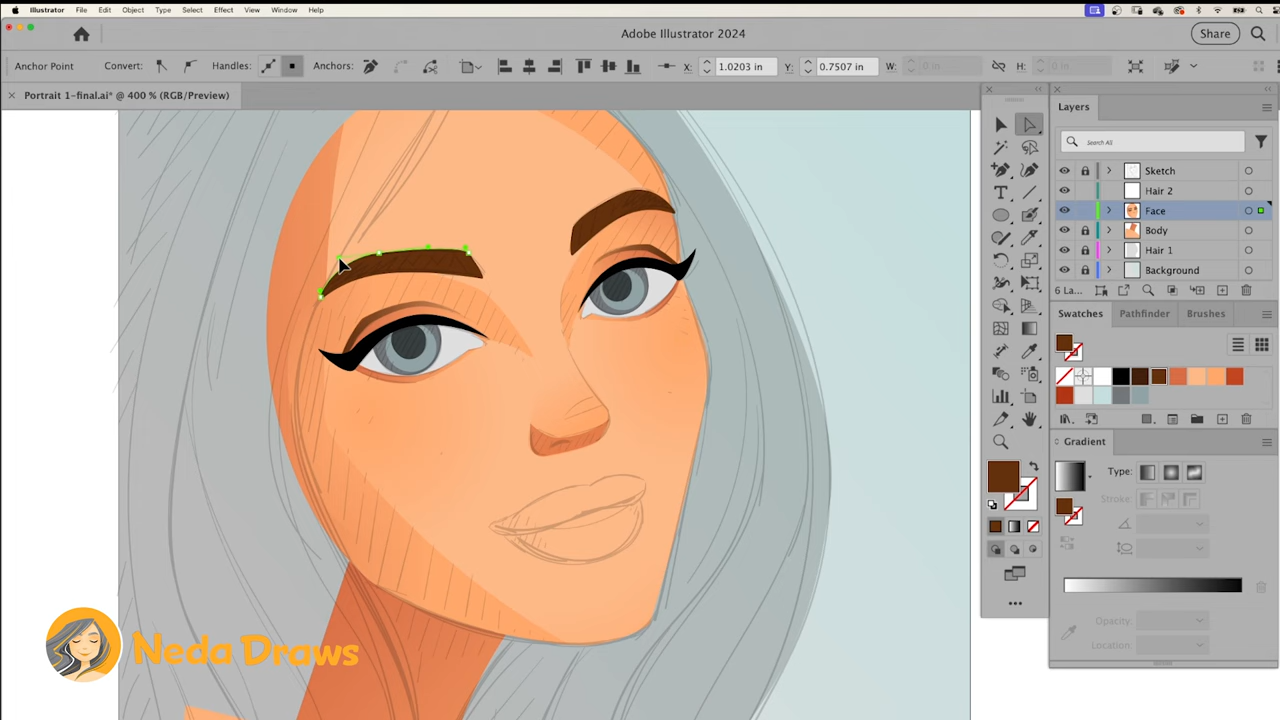 Illustrator File Edit Object Type Select Effect View Window Help
Adobe Illustrator 2024
Share
Anchor Point Convert: Handles: Anchors: X: 1.0203 in Y: 0.7507 in W: 0 in H: 0 in
× Portrait 1-final.ai* @ 400 % (RGB/Preview)
Layers
Search All
Sketch
Hair 2
Face
Body
Hair 1
Background
6 La...
Swatches Pathfinder Brushes
Gradient
Type:
Stroke:
Opacity:
Location:
Neda Draws